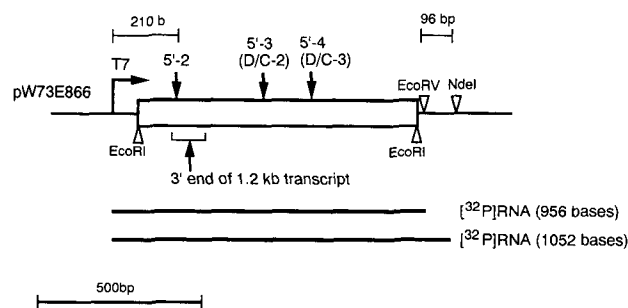 210 b
96 bp
T7
5'-2
5'-3
(D/C-2)
5'-4
(D/C-3)
EcoRV
NdeI
pW73E866
EcoRI
EcoRI
3' end of 1.2 kb transcript
[³²P]RNA (956 bases)
[³²P]RNA (1052 bases)
500bp